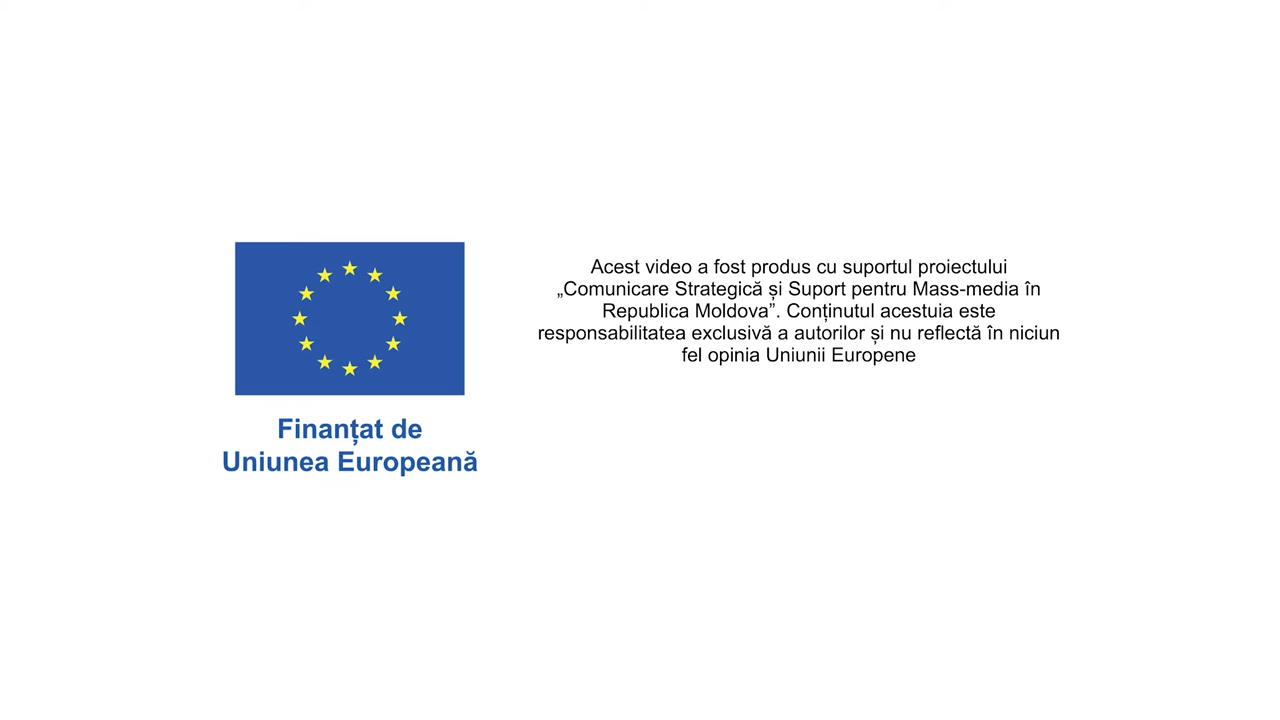 Finanțat de
Uniunea Europeană
Acest video a fost produs cu suportul proiectului
„Comunicare Strategică și Suport pentru Mass-media în
Republica Moldova”. Conținutul acestuia este
responsabilitatea exclusivă a autorilor și nu reflectă în niciun
fel opinia Uniunii Europene